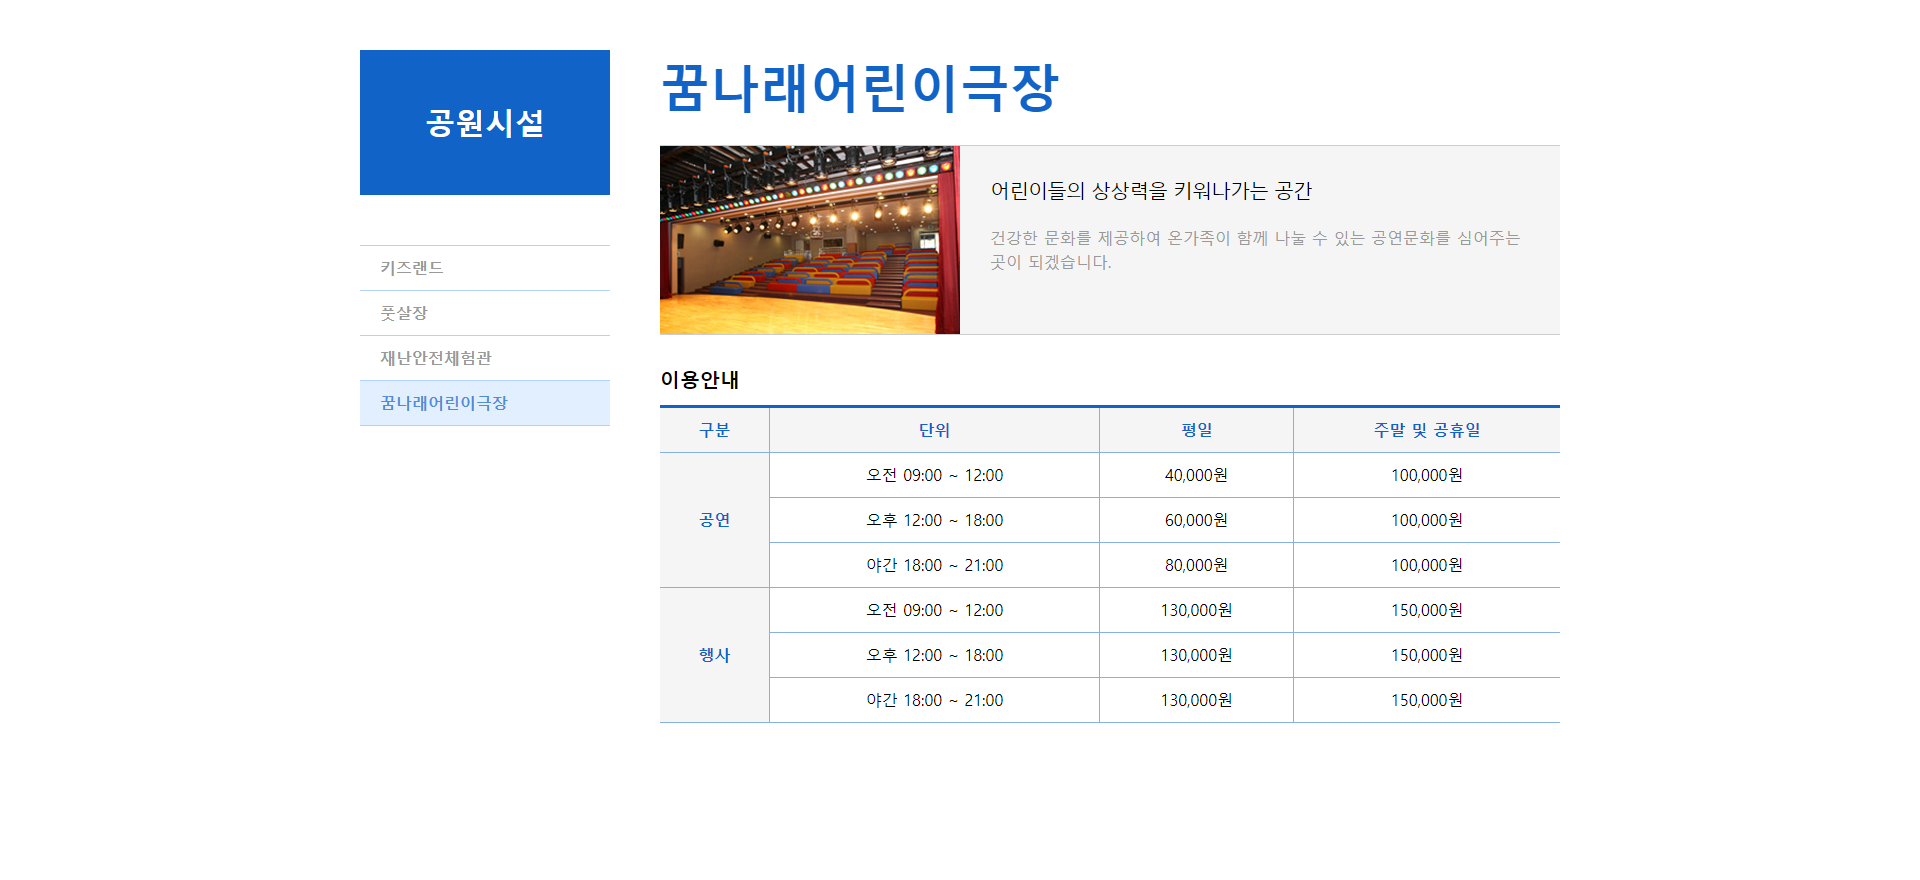 공원시설
키즈랜드
풋살장
재난안전체험관
꿈나래어린이극장
꿈나래어린이극장
어린이들의 상상력을 키워나가는 공간
건강한 문화를 제공하여 온가족이 함께 나눌 수 있는 공연문화를 심어주는
곳이 되겠습니다.
이용안내
구분 단위 평일 주말 및 공휴일
공연 오전 09:00 ~ 12:00 40,000원 100,000원
오후 12:00 ~ 18:00 60,000원 100,000원
야간 18:00 ~ 21:00 80,000원 100,000원
행사 오전 09:00 ~ 12:00 130,000원 150,000원
오후 12:00 ~ 18:00 130,000원 150,000원
야간 18:00 ~ 21:00 130,000원 150,000원